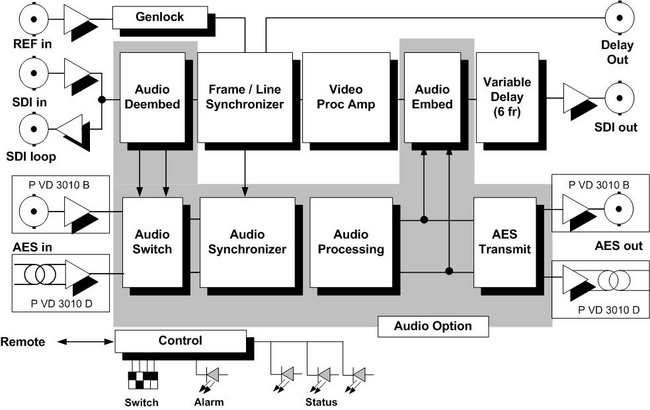 Genlock
REF in
Delay
Out
SDI in
Audio
Deembed
Frame / Line
Synchronizer
Video
Proc Amp
Audio
Embed
Variable
Delay
(6 fr)
SDI out
SDI loop
P VD 3010 B
P VD 3010 B
Audio
Switch
Audio
Synchronizer
Audio
Processing
AES
Transmit
AES in
AES out
P VD 3010 D
P VD 3010 D
Audio Option
Remote
Control
Switch
Alarm
Status